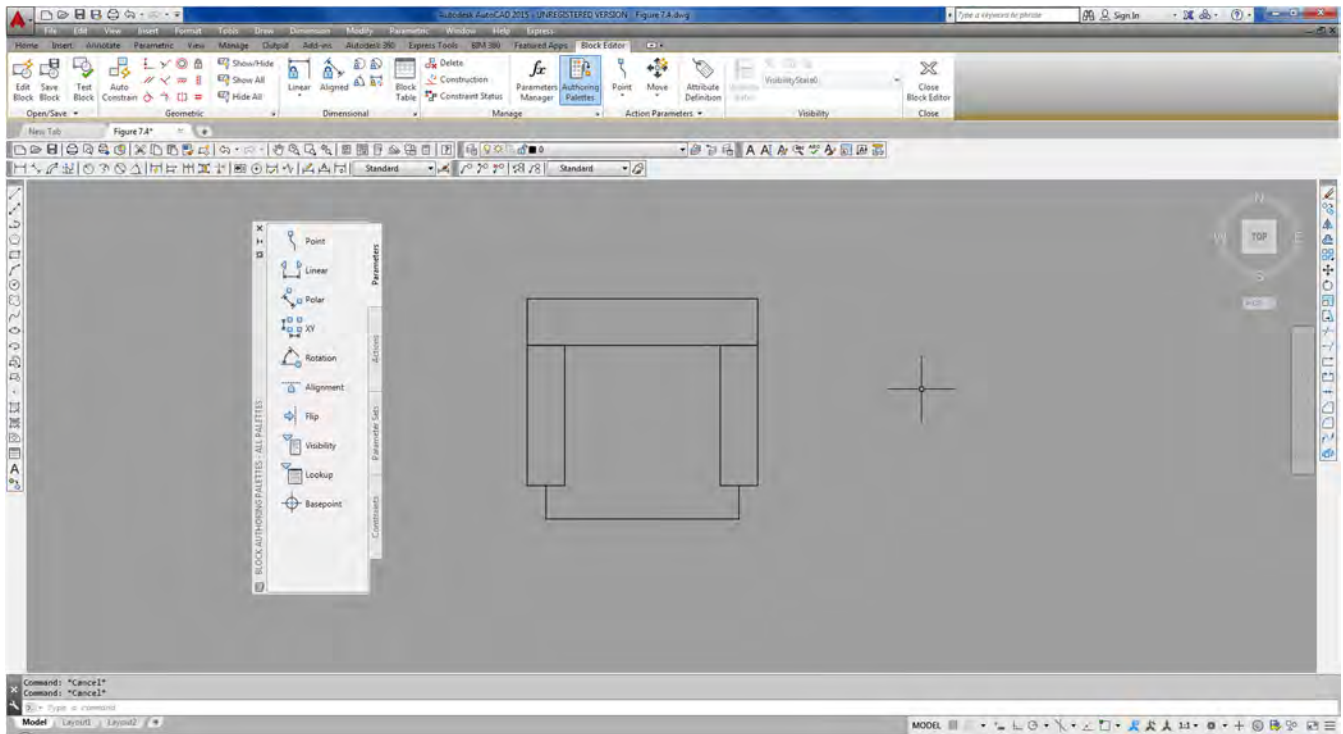 Autodesk AutoCAD 2015 - UNREGISTERED VERSION Figure 7.4.dwg
Type a keyword or phrase
Sign In
File Edit View Insert Format Tools Draw Dimension Modify Parametric Window Help Express
Home Insert Annotate Parametric View Manage Output Add-ins Autodesk 360 Express Tools BIM 360 Featured Apps Block Editor
Edit Block
Save Block
Test Block
Auto Constrain
Show/Hide
Show All
Hide All
Linear
Aligned
Block Table
Delete
Construction
Constraint Status
Parameters Manager
Authoring Palettes
Point
Move
Attribute Definition
VisibilityState0
Close Block Editor
Open/Save
Geometric
Dimensional
Manage
Action Parameters
Visibility
Close
New Tab
Figure 7.4*
0
Standard
Standard
Point
Linear
Polar
XY
Rotation
Alignment
Flip
Visibility
Lookup
Basepoint
Parameters
Actions
Parameter Sets
Constraints
BLOCK AUTHORING PALETTES - ALL PALETTES
N
W
TOP
E
S
Command: *Cancel*
Command: *Cancel*
Type a command
Model Layout1 Layout2
MODEL
1:1